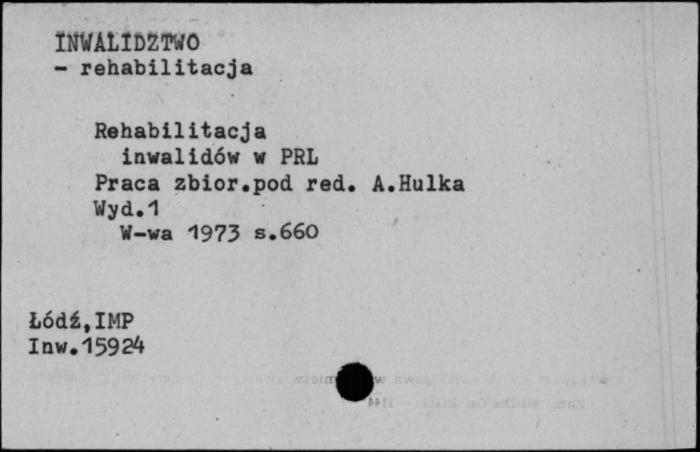 INWALIDZTWO
- rehabilitacja
Rehabilitacja
inwalidów w PRL
Praca zbior.pod red. A.Hulka
Wyd.1
W-wa 1973 s.660
Łódź,IMP
Inw.15924